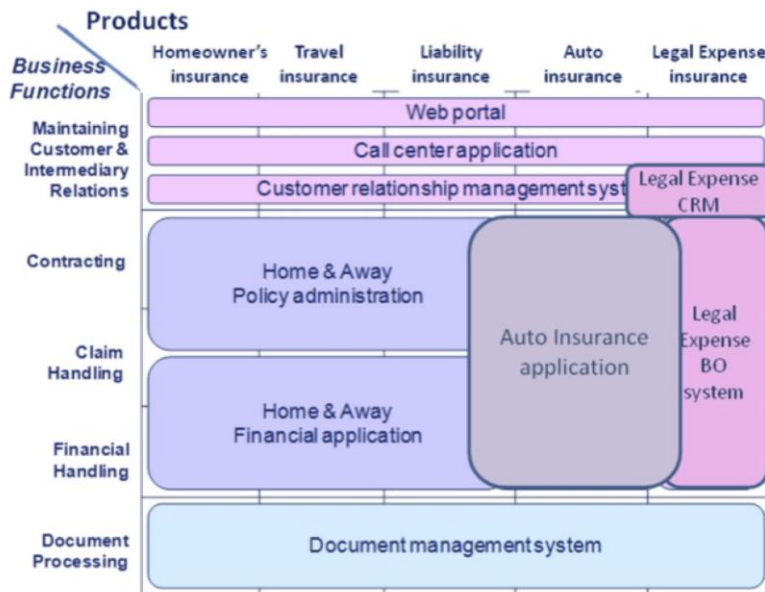 Products
Business
Functions
Homeowner's
insurance
Travel
insurance
Liability
insurance
Auto
insurance
Legal Expense
insurance
Maintaining
Customer &
Intermediary
Relations
Web portal
Call center application
Customer relationship management syst
Legal Expense
CRM
Contracting
Home & Away
Policy administration
Claim
Handling
Auto Insurance
application
Legal
Expense
BO
system
Home & Away
Financial application
Financial
Handling
Document
Processing
Document management system